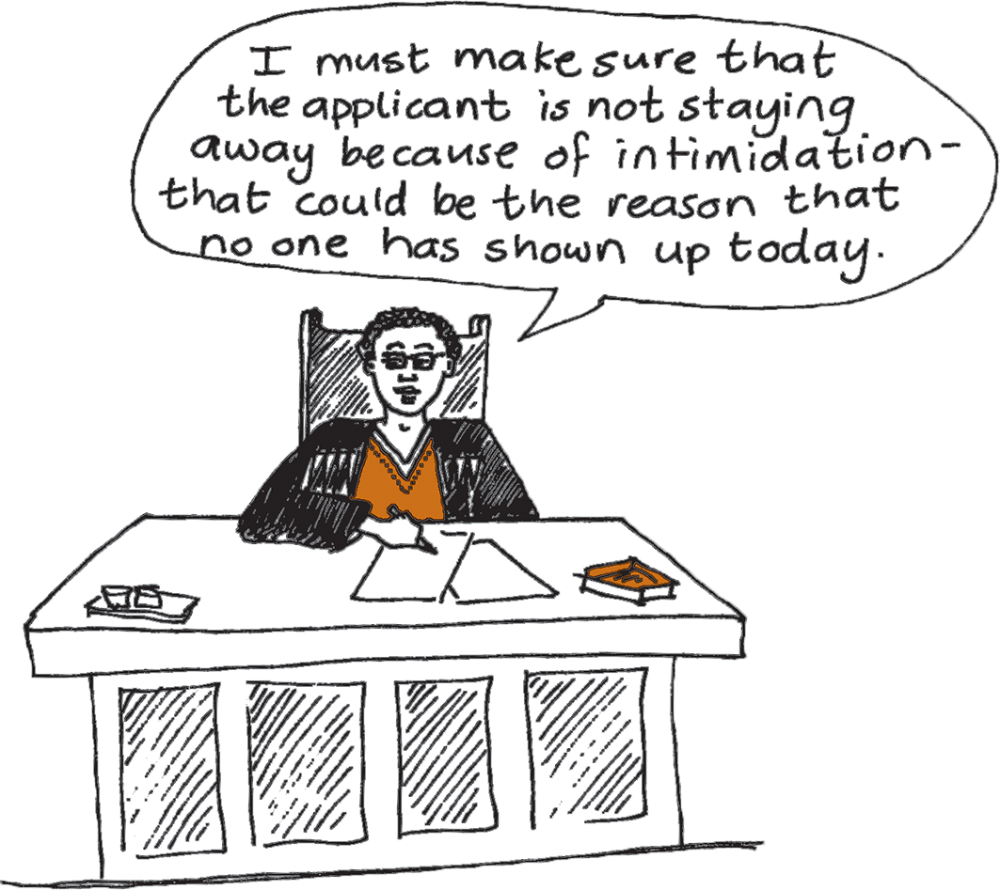 I must make sure that
the applicant is not staying
away because of intimidation -
that could be the reason that
no one has shown up today.